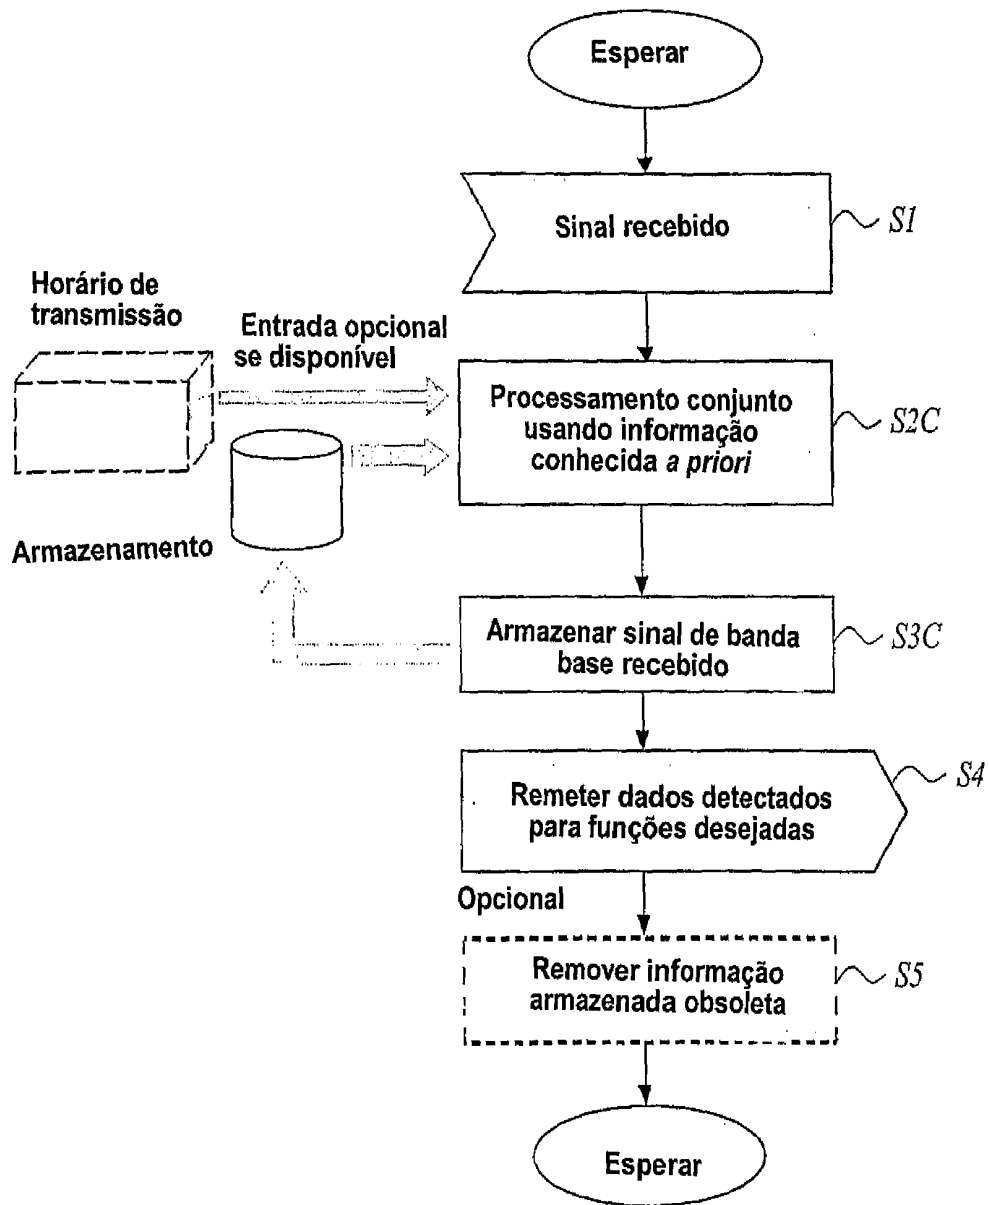 Esperar
Sinal recebido
S1
Horário de
transmissão
Entrada opcional
se disponível
Processamento conjunto
usando informação
conhecida a priori
S2C
Armazenamento
Armazenar sinal de banda
base recebido
S3C
Remeter dados detectados
para funções desejadas
S4
Opcional
Remover informação
armazenada obsoleta
S5
Esperar